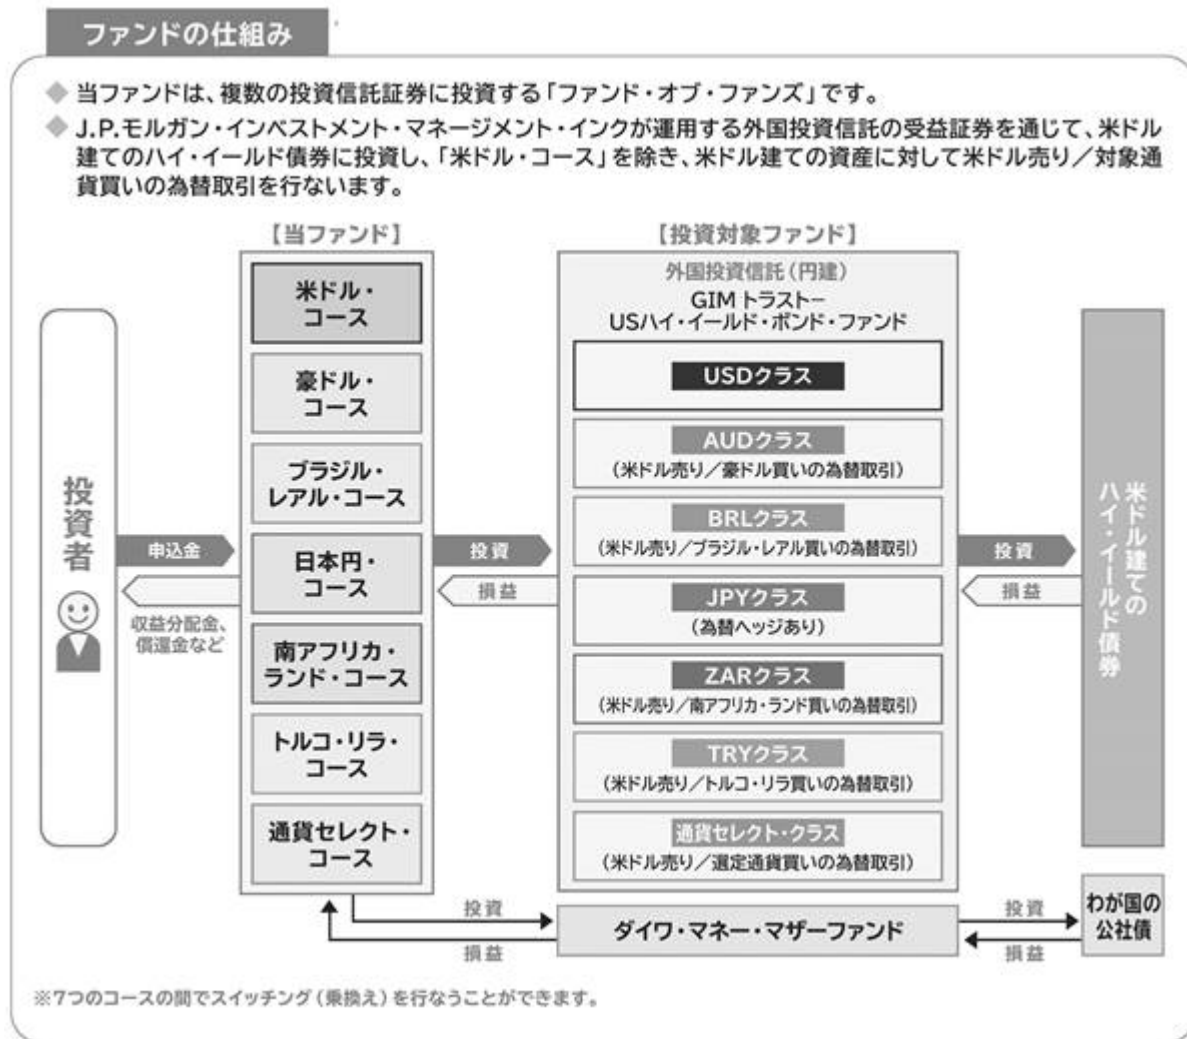 ファンドの仕組み
◆ 当ファンドは、複数の投資信託証券に投資する「ファンド・オブ・ファンズ」です。
◆ J.P.モルガン・インベストメント・マネージメント・インクが運用する外国投資信託の受益証券を通じて、米ドル
建てのハイ・イールド債券に投資し、「米ドル・コース」を除き、米ドル建ての資産に対して米ドル売り/対象通
貨買いの為替取引を行ないます。
【当ファンド】
米ドル・
コース
豪ドル・
コース
ブラジル・
レアル・コース
日本円・
コース
南アフリカ・
ランド・コース
トルコ・リラ・
コース
通貨セレクト・
コース
【投資対象ファンド】
外国投資信託(円建)
GIM トラスト−
USハイ・イールド・ボンド・ファンド
USDクラス
AUDクラス
(米ドル売り/豪ドル買いの為替取引)
BRLクラス
(米ドル売り/ブラジル・レアル買いの為替取引)
JPYクラス
(為替ヘッジあり)
ZARクラス
(米ドル売り/南アフリカ・ランド買いの為替取引)
TRYクラス
(米ドル売り/トルコ・リラ買いの為替取引)
通貨セレクト・クラス
(米ドル売り/選定通貨買いの為替取引)
投資者
申込金
収益分配金、
償還金など
投資
損益
投資
損益
米ドル建ての
ハイ・イールド債券
投資
損益
ダイワ・マネー・マザーファンド
投資
損益
わが国の
公社債
※7つのコースの間でスイッチング(乗換え)を行なうことができます。